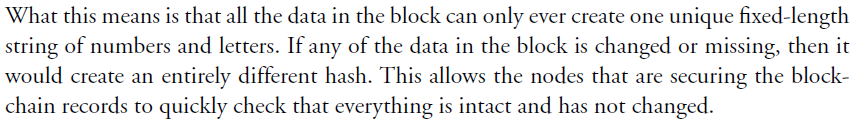 What this means is that all the data in the block can only ever create one unique fixed-length
string of numbers and letters. If any of the data in the block is changed or missing, then it
would create an entirely different hash. This allows the nodes that are securing the block-
chain records to quickly check that everything is intact and has not changed.